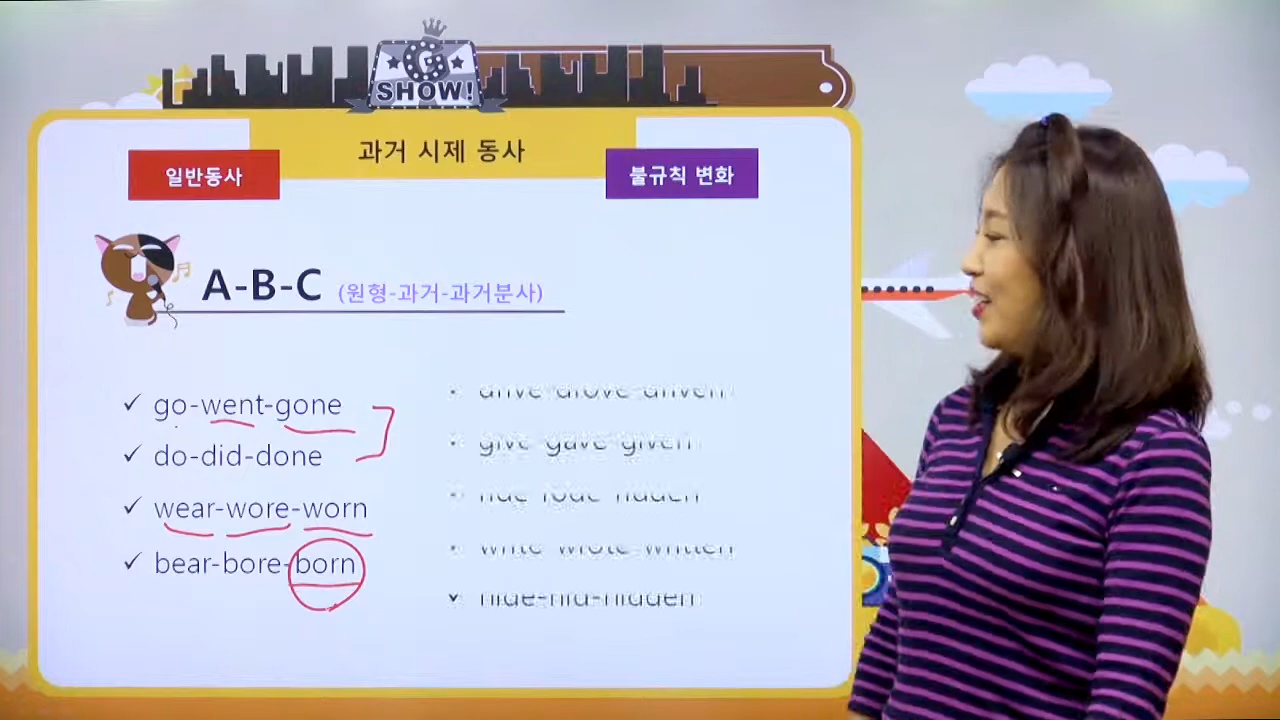 G
SHOW!
과거 시제 동사
일반동사
불규칙 변화
A-B-C (원형-과거-과거분사)
go-went-gone
do-did-done
wear-wore-worn
bear-bore-born
drive-drove-driven
give-gave-given
write-wrote-written
hide-hid-hidden